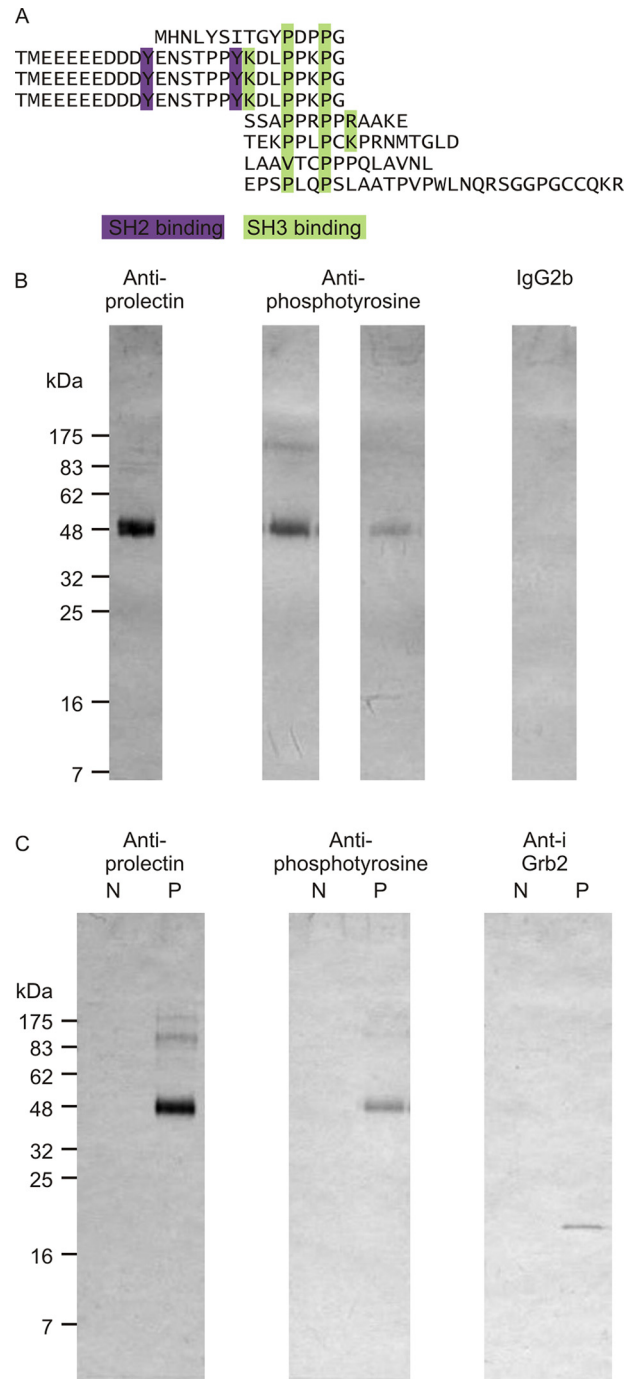 A
MHNLYSITGYPDPPG
TMEEEEEDDDYENSTPPYKDLPPKPG
TMEEEEEDDDYENSTPPYKDLPPKPG
TMEEEEEDDDYENSTPPYKDLPPKPG
SSAPPRPPRAAKE
TEKPPLPCKPRNMTGLD
LAAVTCPPPQLAVNL
EPSPLQPSLAATPVPWLNQRSGGPGCCQKR
SH2 binding SH3 binding
B
Anti-
prolectin
Anti-
phosphotyrosine
IgG2b
kDa
175
83
62
48
32
25
16
7
C
Anti-
prolectin
Anti-
phosphotyrosine
Ant-i
Grb2
N P N P N P
kDa
175
83
62
48
32
25
16
7